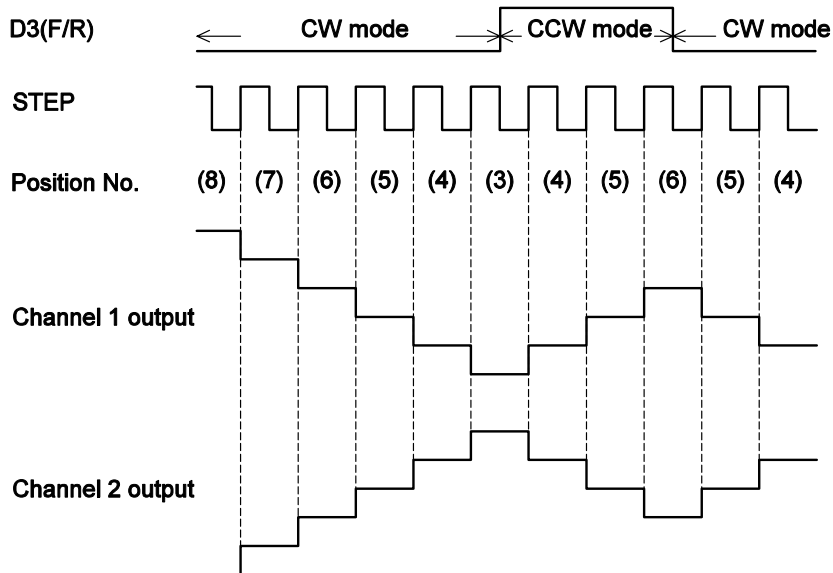 D3(F/R) CW mode CCW mode CW mode
STEP
Position No. (8) (7) (6) (5) (4) (3) (4) (5) (6) (5) (4)
Channel 1 output
Channel 2 output